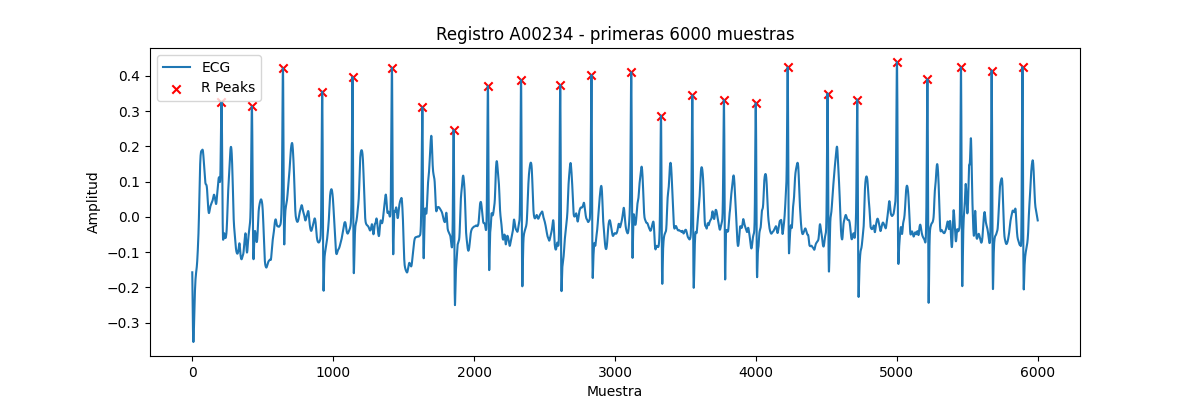 Registro A00234 - primeras 6000 muestras
ECG
R Peaks
Amplitud
0.4
0.3
0.2
0.1
0.0
−0.1
−0.2
−0.3
0 1000 2000 3000 4000 5000 6000
Muestra